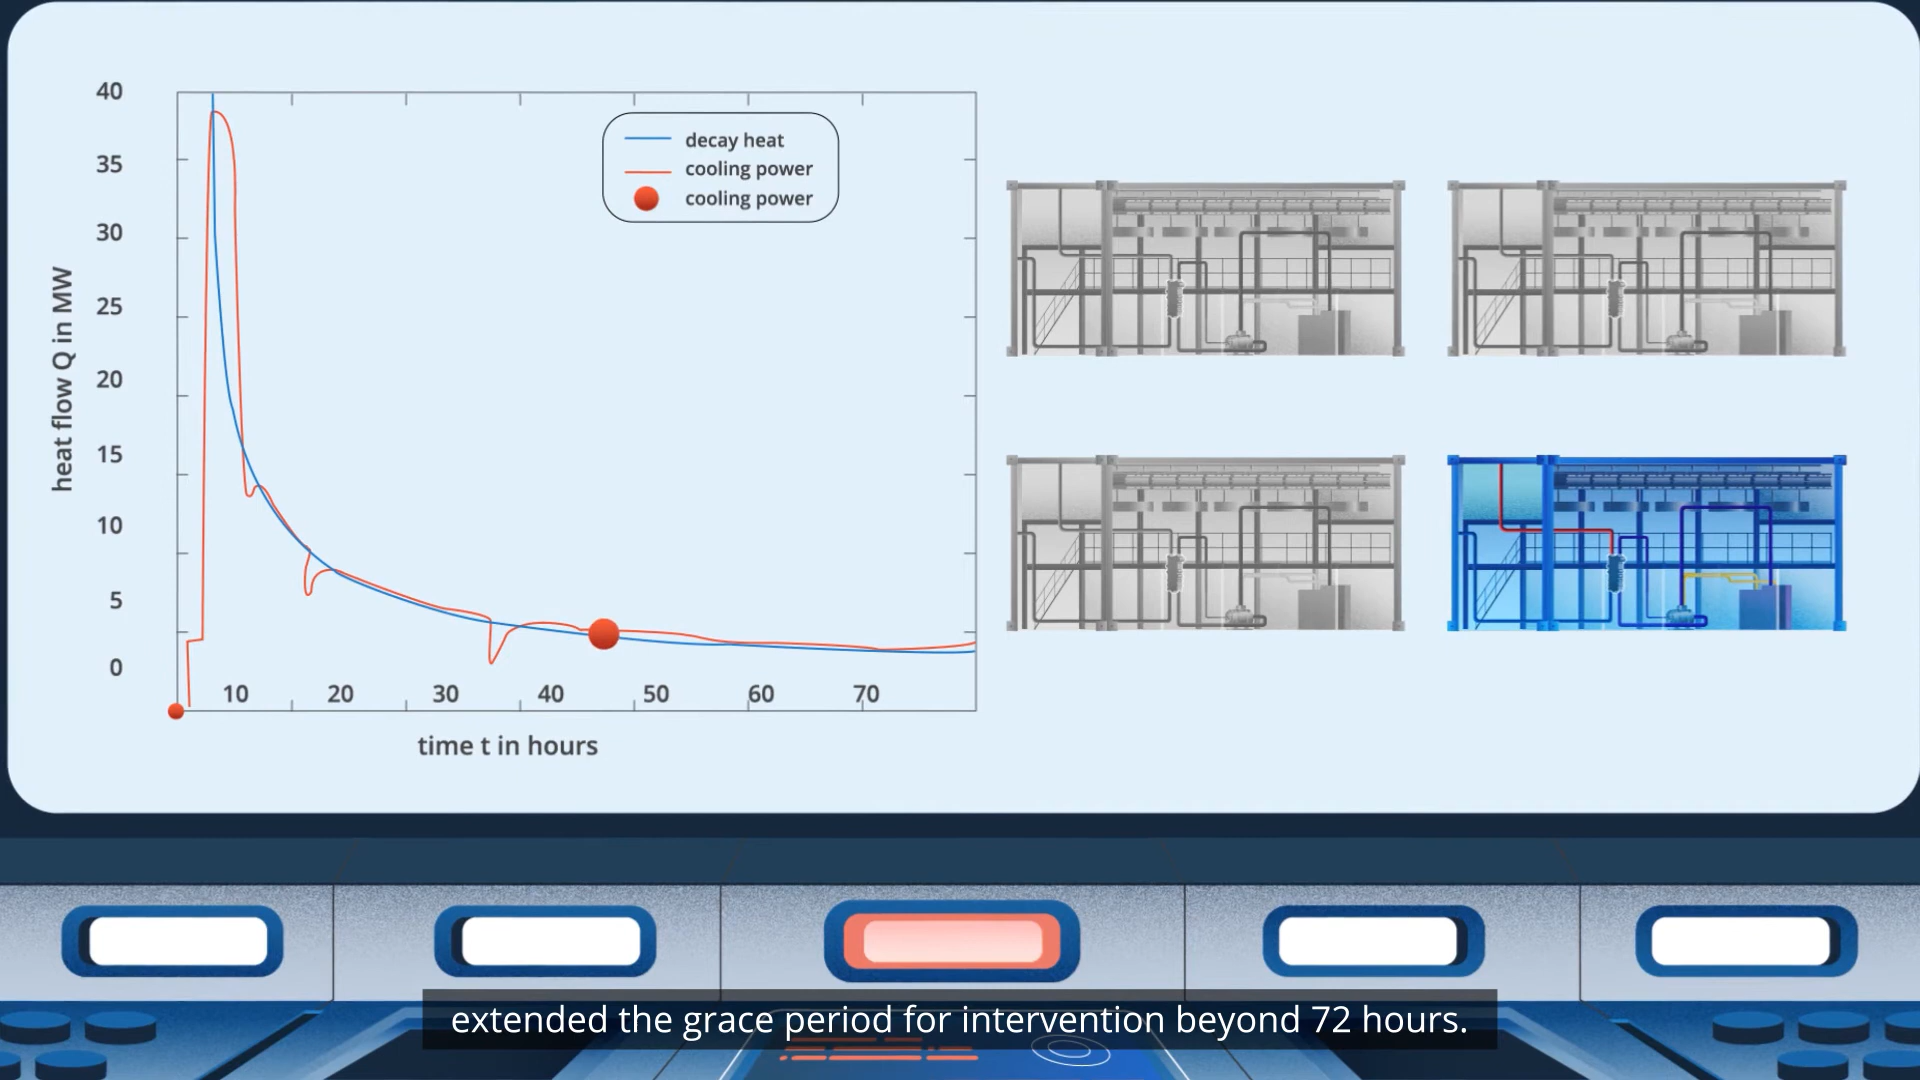 40
35
30
25
20
15
10
5
0
heat flow Q in MW
decay heat
cooling power
cooling power
10 20 30 40 50 60 70
time t in hours
extended the grace period for intervention beyond 72 hours.